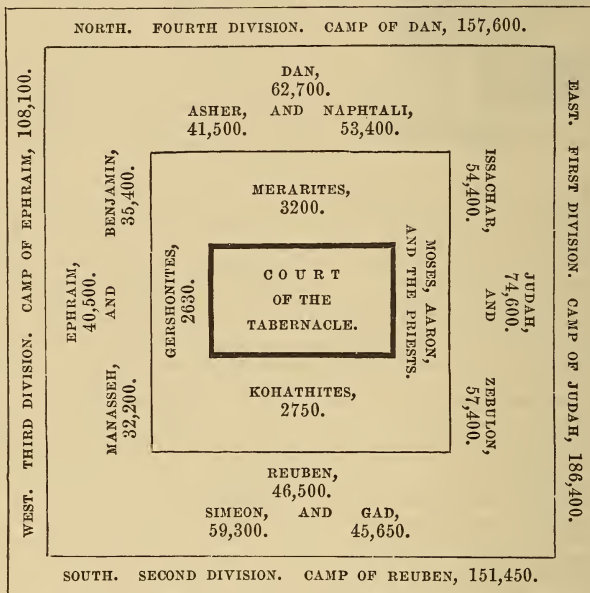 NORTH. FOURTH DIVISION. CAMP OF DAN, 157,600.
WEST. THIRD DIVISION. CAMP OF EPHRAIM, 108,100.
EAST. FIRST DIVISION. CAMP OF JUDAH, 186,400.
DAN,
62,700.
ASHER, AND NAPHTALI,
41,500. 53,400.
BENJAMIN,
35,400.
EPHRAIM,
40,500.
AND
MANASSEH,
32,200.
ISSACHAR,
54,400.
JUDAH,
74,600.
AND
ZEBULON,
57,400.
MERARITES,
3200.
GERSHONITES,
2630.
COURT
OF THE
TABERNACLE.
MOSES, AARON,
AND THE PRIESTS.
KOHATHITES,
2750.
REUBEN,
46,500.
SIMEON, AND GAD,
59,300. 45,650.
SOUTH. SECOND DIVISION. CAMP OF REUBEN, 151,450.